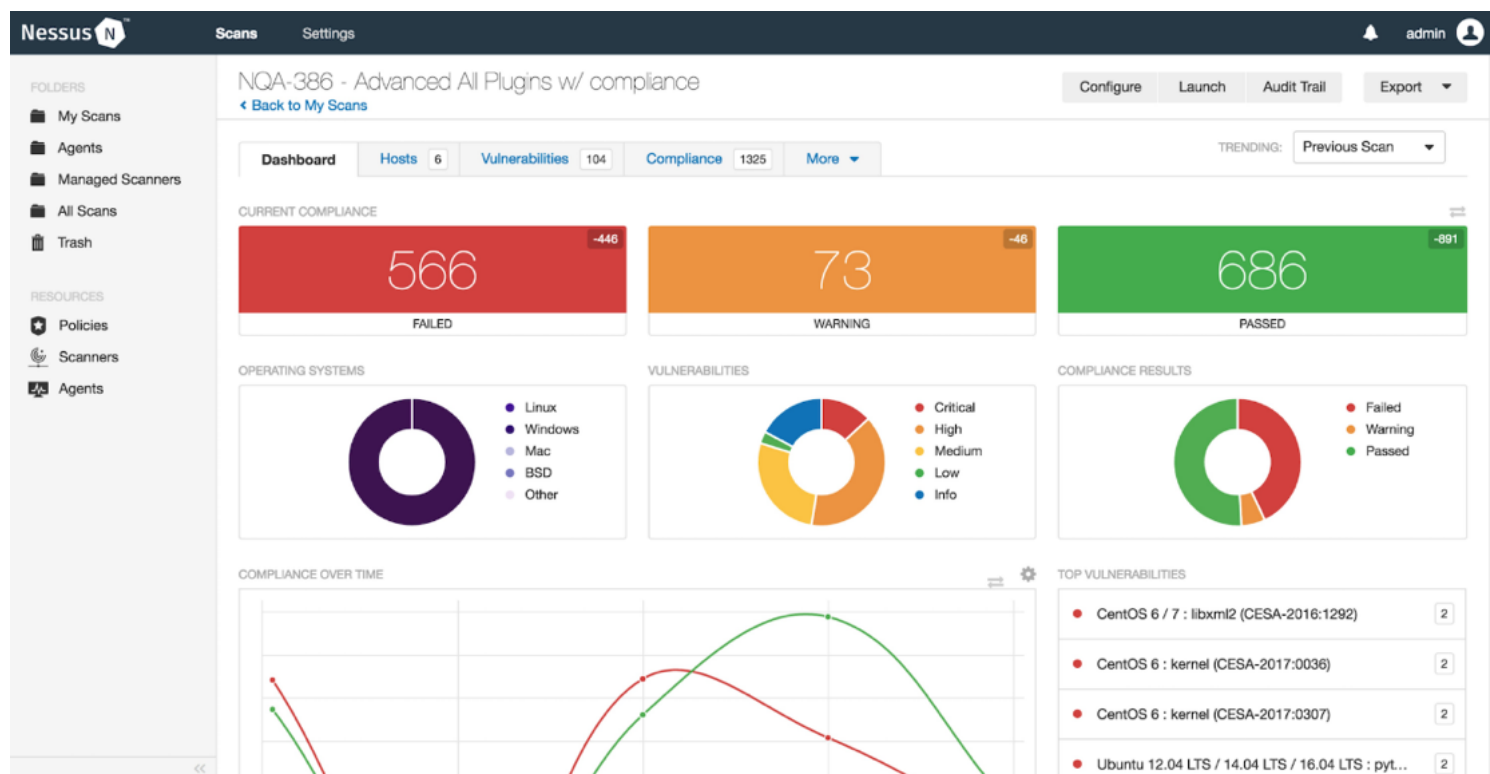 Nessus N ™ Scans Settings admin
FOLDERS
My Scans
Agents
Managed Scanners
All Scans
Trash
RESOURCES
Policies
Scanners
Agents
NQA-386 - Advanced All Plugins w/ compliance
Back to My Scans
Configure Launch Audit Trail Export
Dashboard Hosts 6 Vulnerabilities 104 Compliance 1325 More
TRENDING: Previous Scan
CURRENT COMPLIANCE
-446
566
FAILED
-46
73
WARNING
-891
686
PASSED
OPERATING SYSTEMS
Linux
Windows
Mac
BSD
Other
VULNERABILITIES
Critical
High
Medium
Low
Info
COMPLIANCE RESULTS
Failed
Warning
Passed
COMPLIANCE OVER TIME
TOP VULNERABILITIES
CentOS 6 / 7 : libxml2 (CESA-2016:1292) 2
CentOS 6 : kernel (CESA-2017:0036) 2
CentOS 6 : kernel (CESA-2017:0307) 2
Ubuntu 12.04 LTS / 14.04 LTS / 16.04 LTS : pyt... 2